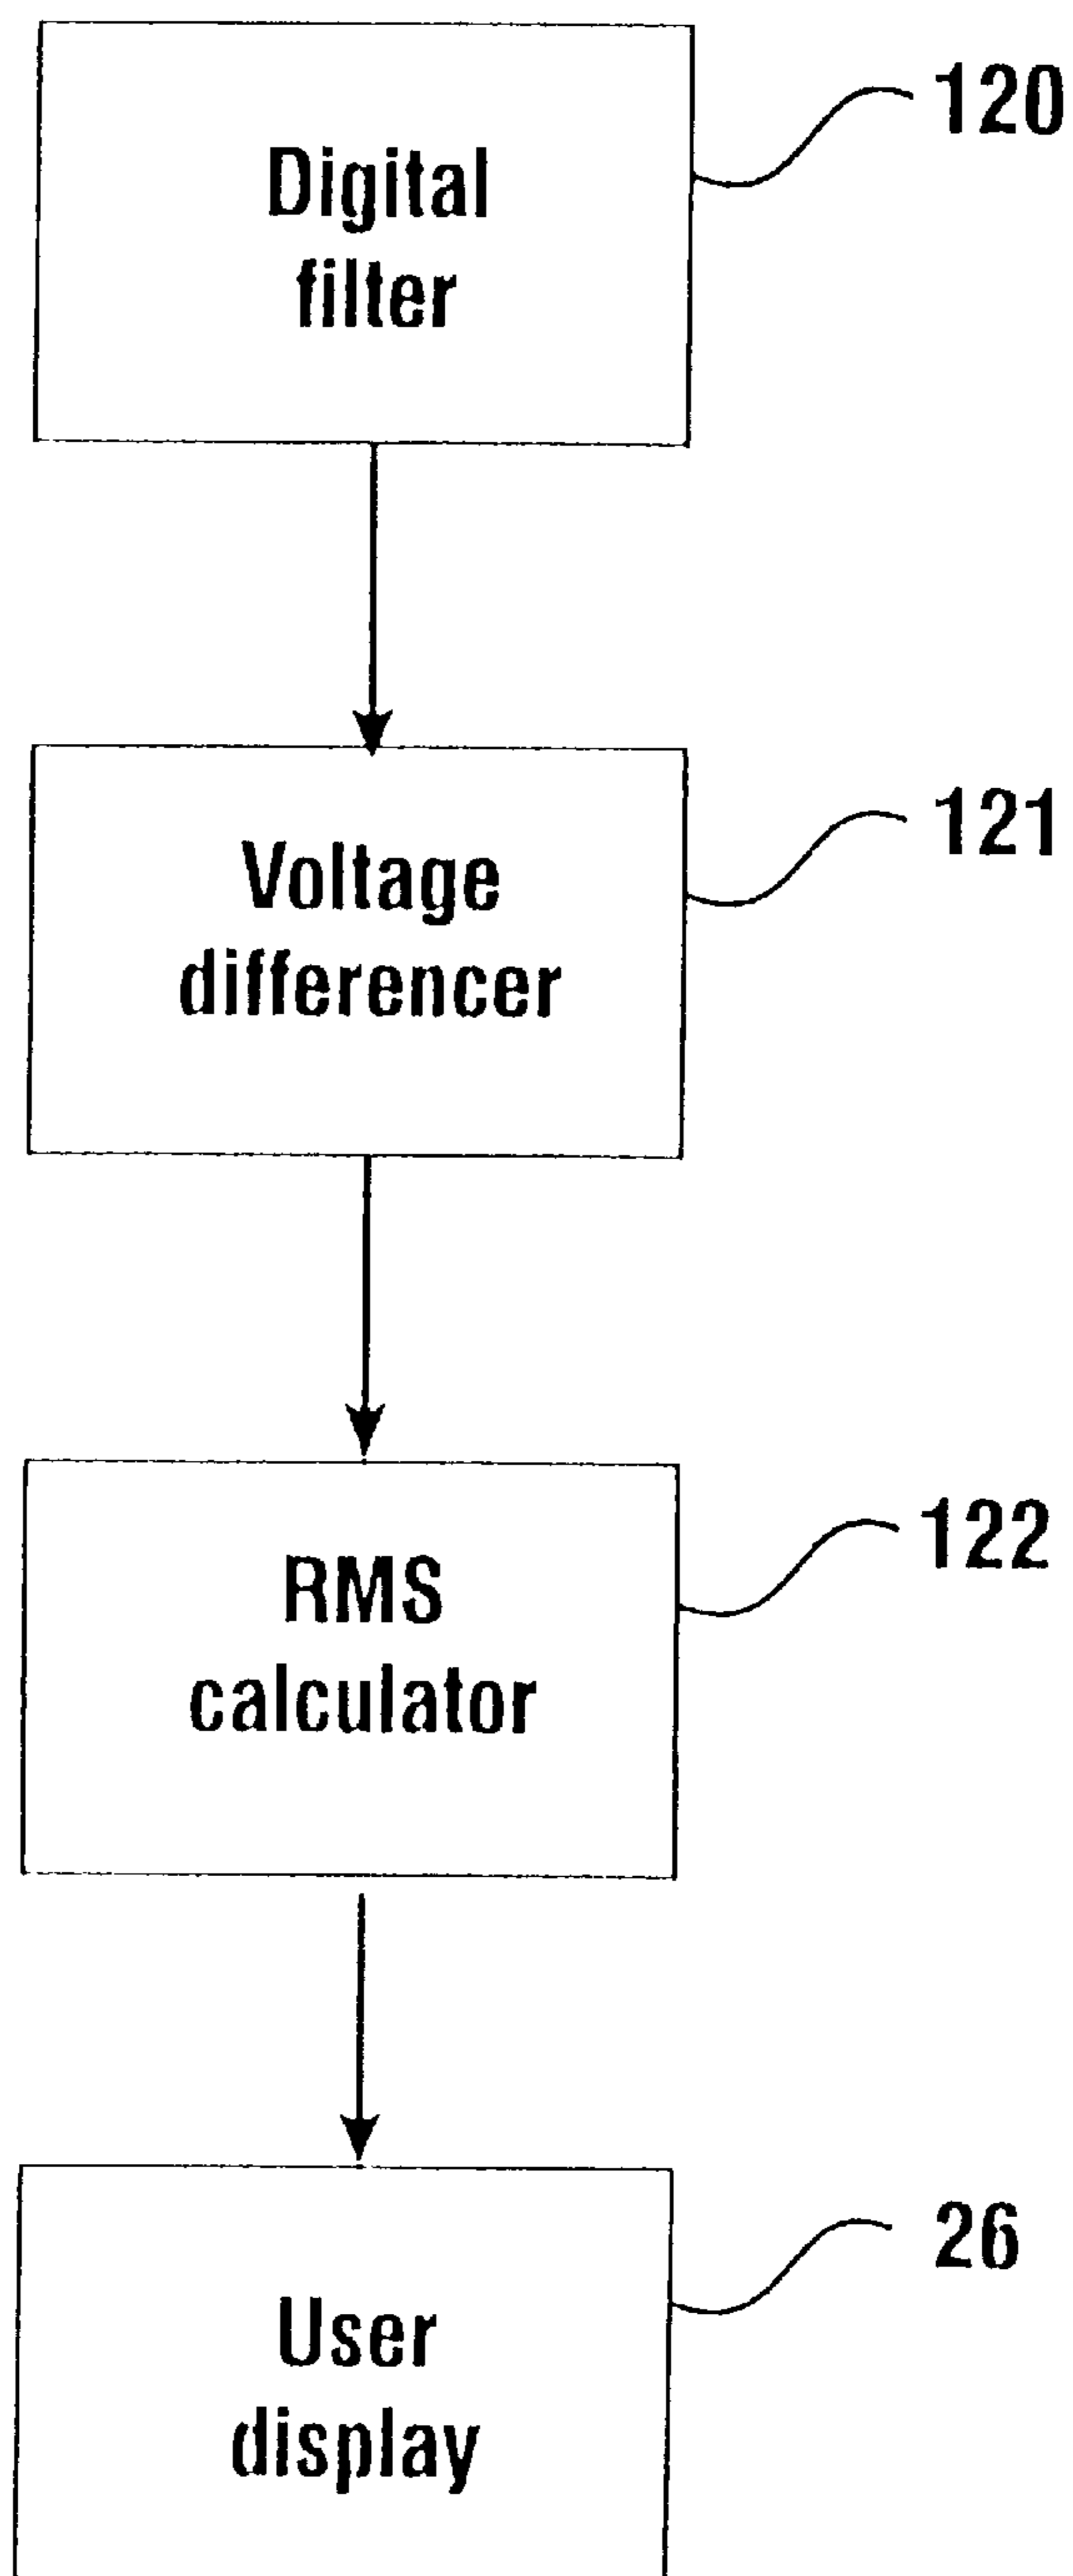 Digital
filter
120
Voltage
differencer
121
RMS
calculator
122
User
display
26